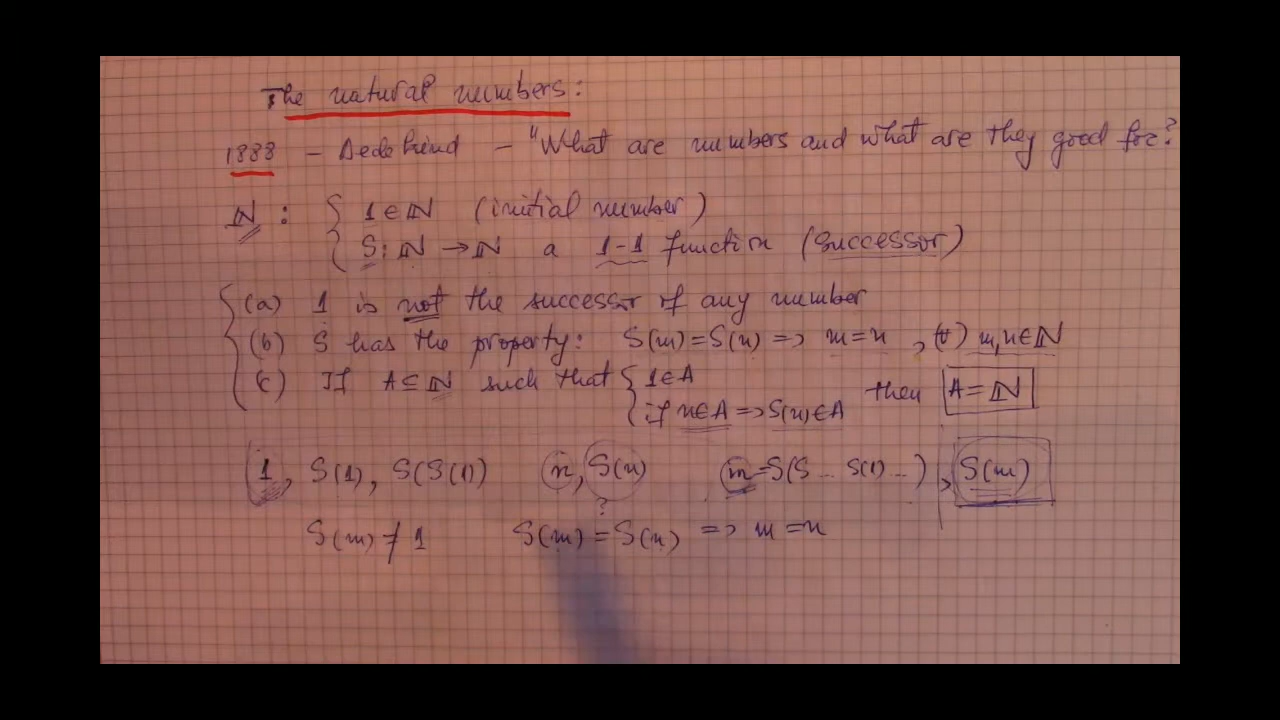 The natural numbers:
1888 - Dedekind - "What are numbers and what are they good for?
ℕ : { 1 ∈ ℕ (initial number)
S: ℕ → ℕ a 1-1 function (successor)
(a) 1 is not the successor of any number
(b) S has the property: S(m) = S(n) => m = n , (∀) m,n ∈ ℕ
(c) If A ⊆ ℕ such that { 1 ∈ A
if n ∈ A => S(n) ∈ A then A = ℕ
1, S(1), S(S(1)) n, S(n) m = S(S ... S(1) ... ) , S(m)
?
S(m) ≠ 1 S(m) = S(n) => m = n